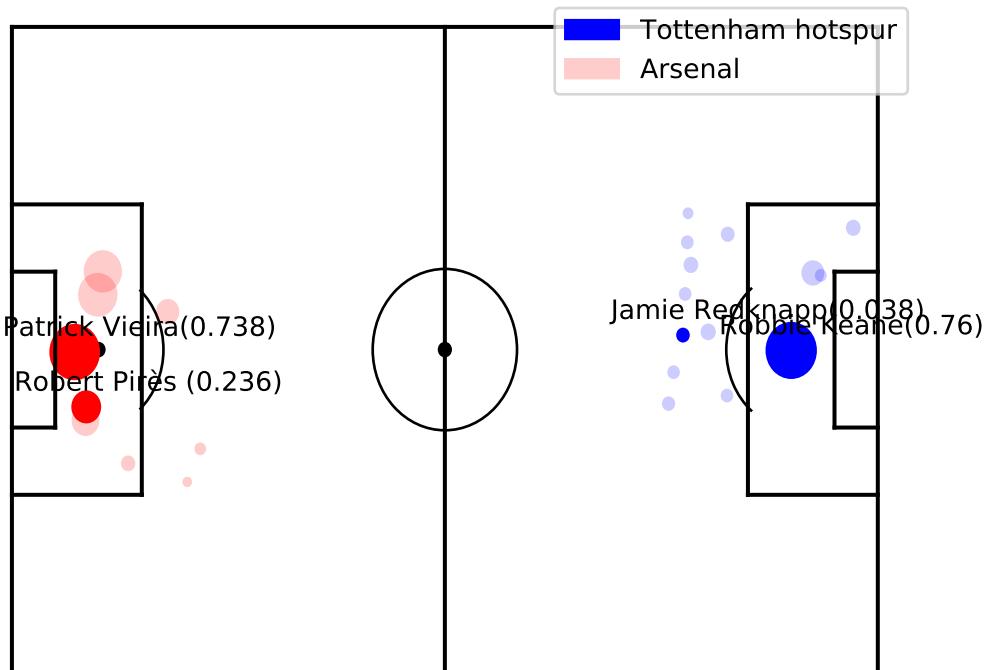 Tottenham hotspur
Arsenal
Jamie Redknapp(0.038)
Robbie Keane(0.76)
Patrick Vieira(0.738)
Robert Pirès (0.236)